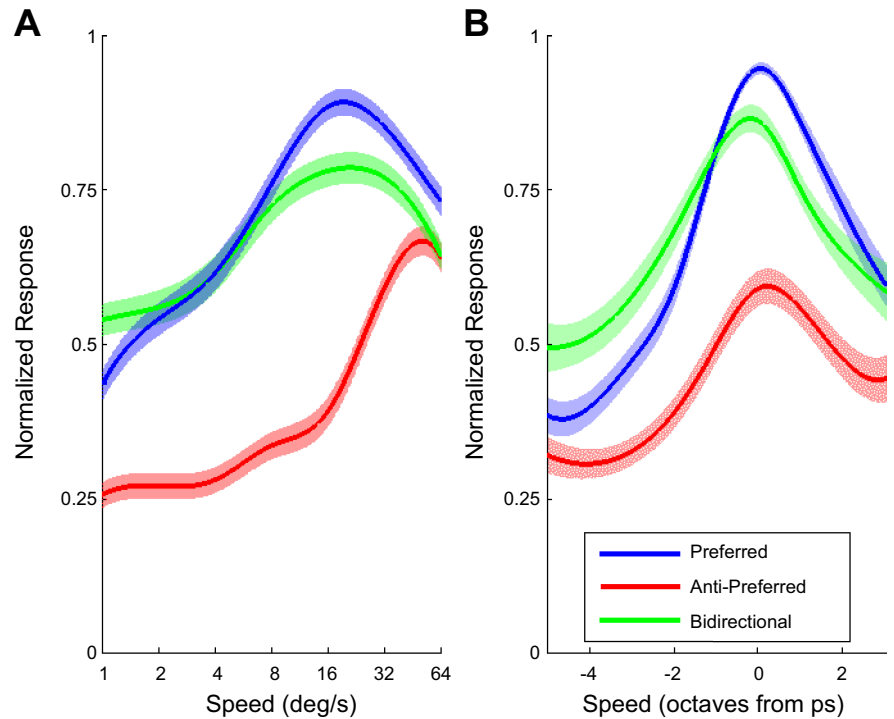 A
1
0.75
0.5
0.25
0
Normalized Response
1 2 4 8 16 32 64
Speed (deg/s)
B
1
0.75
0.5
0.25
0
Normalized Response
Preferred
Anti-Preferred
Bidirectional
-4 -2 0 2
Speed (octaves from ps)